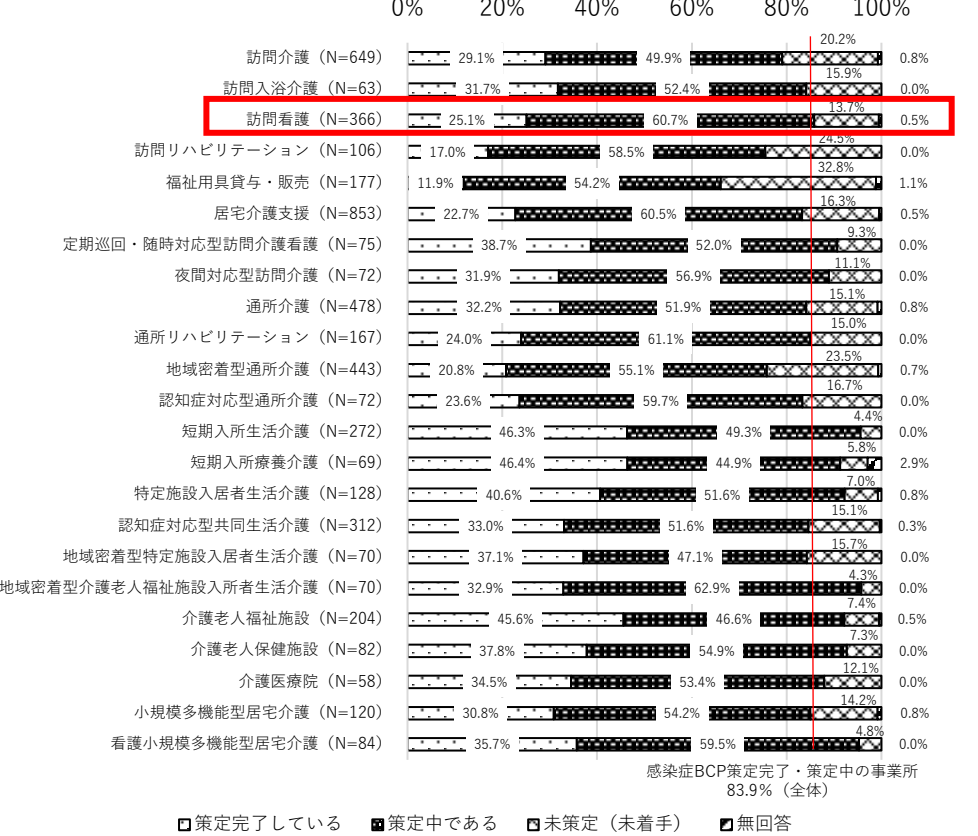 0% 20% 40% 60% 80% 100%
訪問介護（N=649） 29.1% 49.9% 20.2% 0.8%
訪問入浴介護（N=63） 31.7% 52.4% 15.9% 0.0%
訪問看護（N=366） 25.1% 60.7% 13.7% 0.5%
訪問リハビリテーション（N=106） 17.0% 58.5% 24.5% 0.0%
福祉用具貸与・販売（N=177） 11.9% 54.2% 32.8% 1.1%
居宅介護支援（N=853） 22.7% 60.5% 16.3% 0.5%
定期巡回・随時対応型訪問介護看護（N=75） 38.7% 52.0% 9.3% 0.0%
夜間対応型訪問介護（N=72） 31.9% 56.9% 11.1% 0.0%
通所介護（N=478） 32.2% 51.9% 15.1% 0.8%
通所リハビリテーション（N=167） 24.0% 61.1% 15.0% 0.0%
地域密着型通所介護（N=443） 20.8% 55.1% 23.5% 0.7%
認知症対応型通所介護（N=72） 23.6% 59.7% 16.7% 0.0%
短期入所生活介護（N=272） 46.3% 49.3% 4.4% 0.0%
短期入所療養介護（N=69） 46.4% 44.9% 5.8% 2.9%
特定施設入居者生活介護（N=128） 40.6% 51.6% 7.0% 0.8%
認知症対応型共同生活介護（N=312） 33.0% 51.6% 15.1% 0.3%
地域密着型特定施設入居者生活介護（N=70） 37.1% 47.1% 15.7% 0.0%
地域密着型介護老人福祉施設入所者生活介護（N=70） 32.9% 62.9% 4.3% 0.0%
介護老人福祉施設（N=204） 45.6% 46.6% 7.4% 0.5%
介護老人保健施設（N=82） 37.8% 54.9% 7.3% 0.0%
介護医療院（N=58） 34.5% 53.4% 12.1% 0.0%
小規模多機能型居宅介護（N=120） 30.8% 54.2% 14.2% 0.8%
看護小規模多機能型居宅介護（N=84） 35.7% 59.5% 4.8% 0.0%
感染症BCP策定完了・策定中の事業所
83.9%（全体）
策定完了している 策定中である 未策定（未着手） 無回答